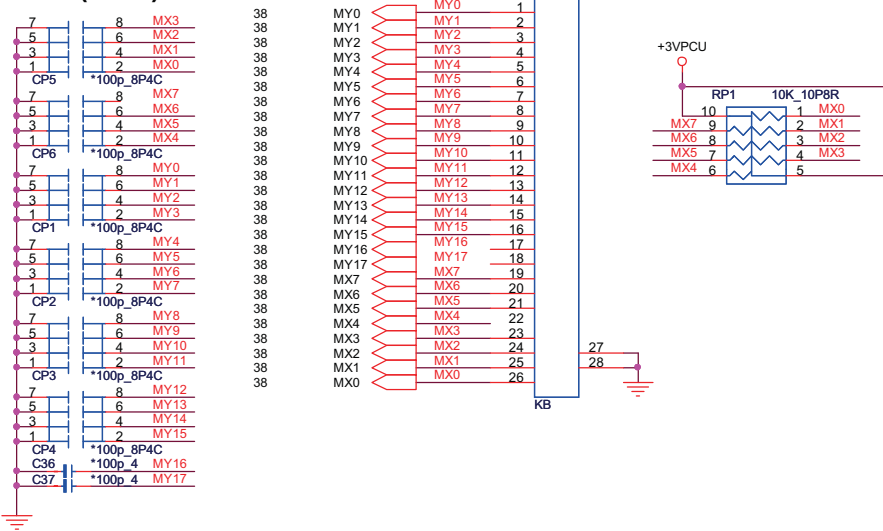 7 8 MX3
5 6 MX2
3 4 MX1
1 2 MX0
CP5 *100p_8P4C
7 8 MX7
5 6 MX6
3 4 MX5
1 2 MX4
CP6 *100p_8P4C
7 8 MY0
5 6 MY1
3 4 MY2
1 2 MY3
CP1 *100p_8P4C
7 8 MY4
5 6 MY5
3 4 MY6
1 2 MY7
CP2 *100p_8P4C
7 8 MY8
5 6 MY9
3 4 MY10
1 2 MY11
CP3 *100p_8P4C
7 8 MY12
5 6 MY13
3 4 MY14
1 2 MY15
CP4 *100p_8P4C
C36 *100p_4 MY16
C37 *100p_4 MY17
38 MY0 MY0 1
38 MY1 MY1 2
38 MY2 MY2 3
38 MY3 MY3 4
38 MY4 MY4 5
38 MY5 MY5 6
38 MY6 MY6 7
38 MY7 MY7 8
38 MY8 MY8 9
38 MY9 MY9 10
38 MY10 MY10 11
38 MY11 MY11 12
38 MY12 MY12 13
38 MY13 MY13 14
38 MY14 MY14 15
38 MY15 MY15 16
38 MY16 MY16 17
38 MY17 MY17 18
38 MX7 MX7 19
38 MX6 MX6 20
38 MX5 MX5 21
38 MX4 MX4 22
38 MX3 MX3 23
38 MX2 MX2 24
38 MX1 MX1 25
38 MX0 MX0 26
27
28
KB
+3VPCU
RP1 10K_10P8R
10 1 MX0
MX7 9 2 MX1
MX6 8 3 MX2
MX5 7 4 MX3
MX4 6 5